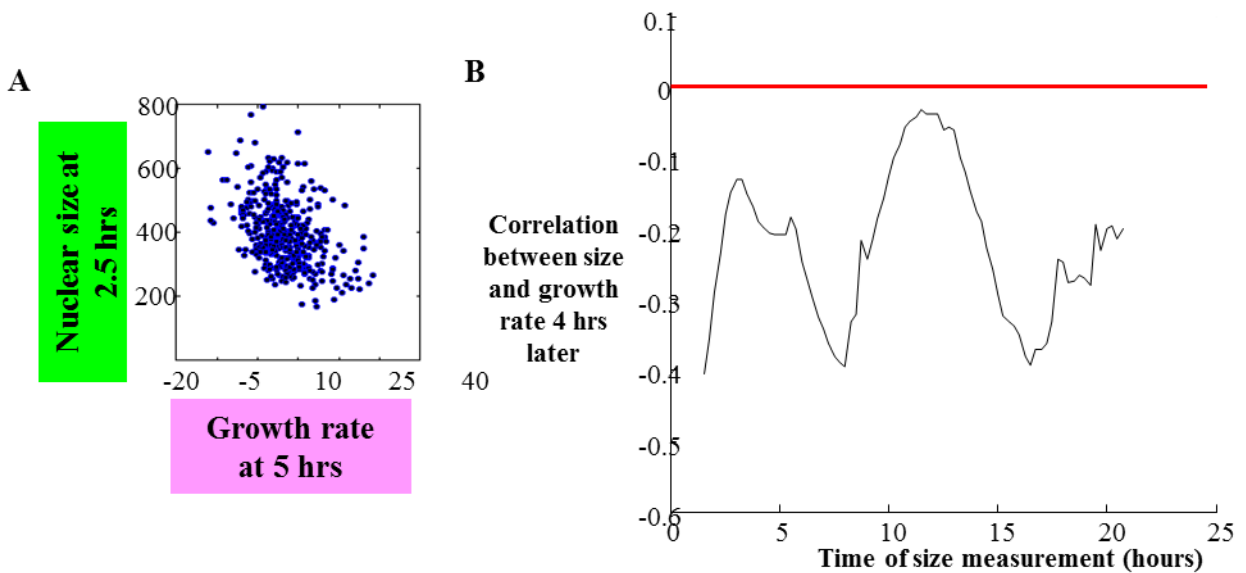 A
Nuclear size at
2.5 hrs
800
600
400
200
-20 -5 10 25 40
Growth rate
at 5 hrs
B
Correlation
between size
and growth
rate 4 hrs
later
0.1
0
-0.1
-0.2
-0.3
-0.4
-0.5
-0.6
0 5 10 15 20 25
Time of size measurement (hours)